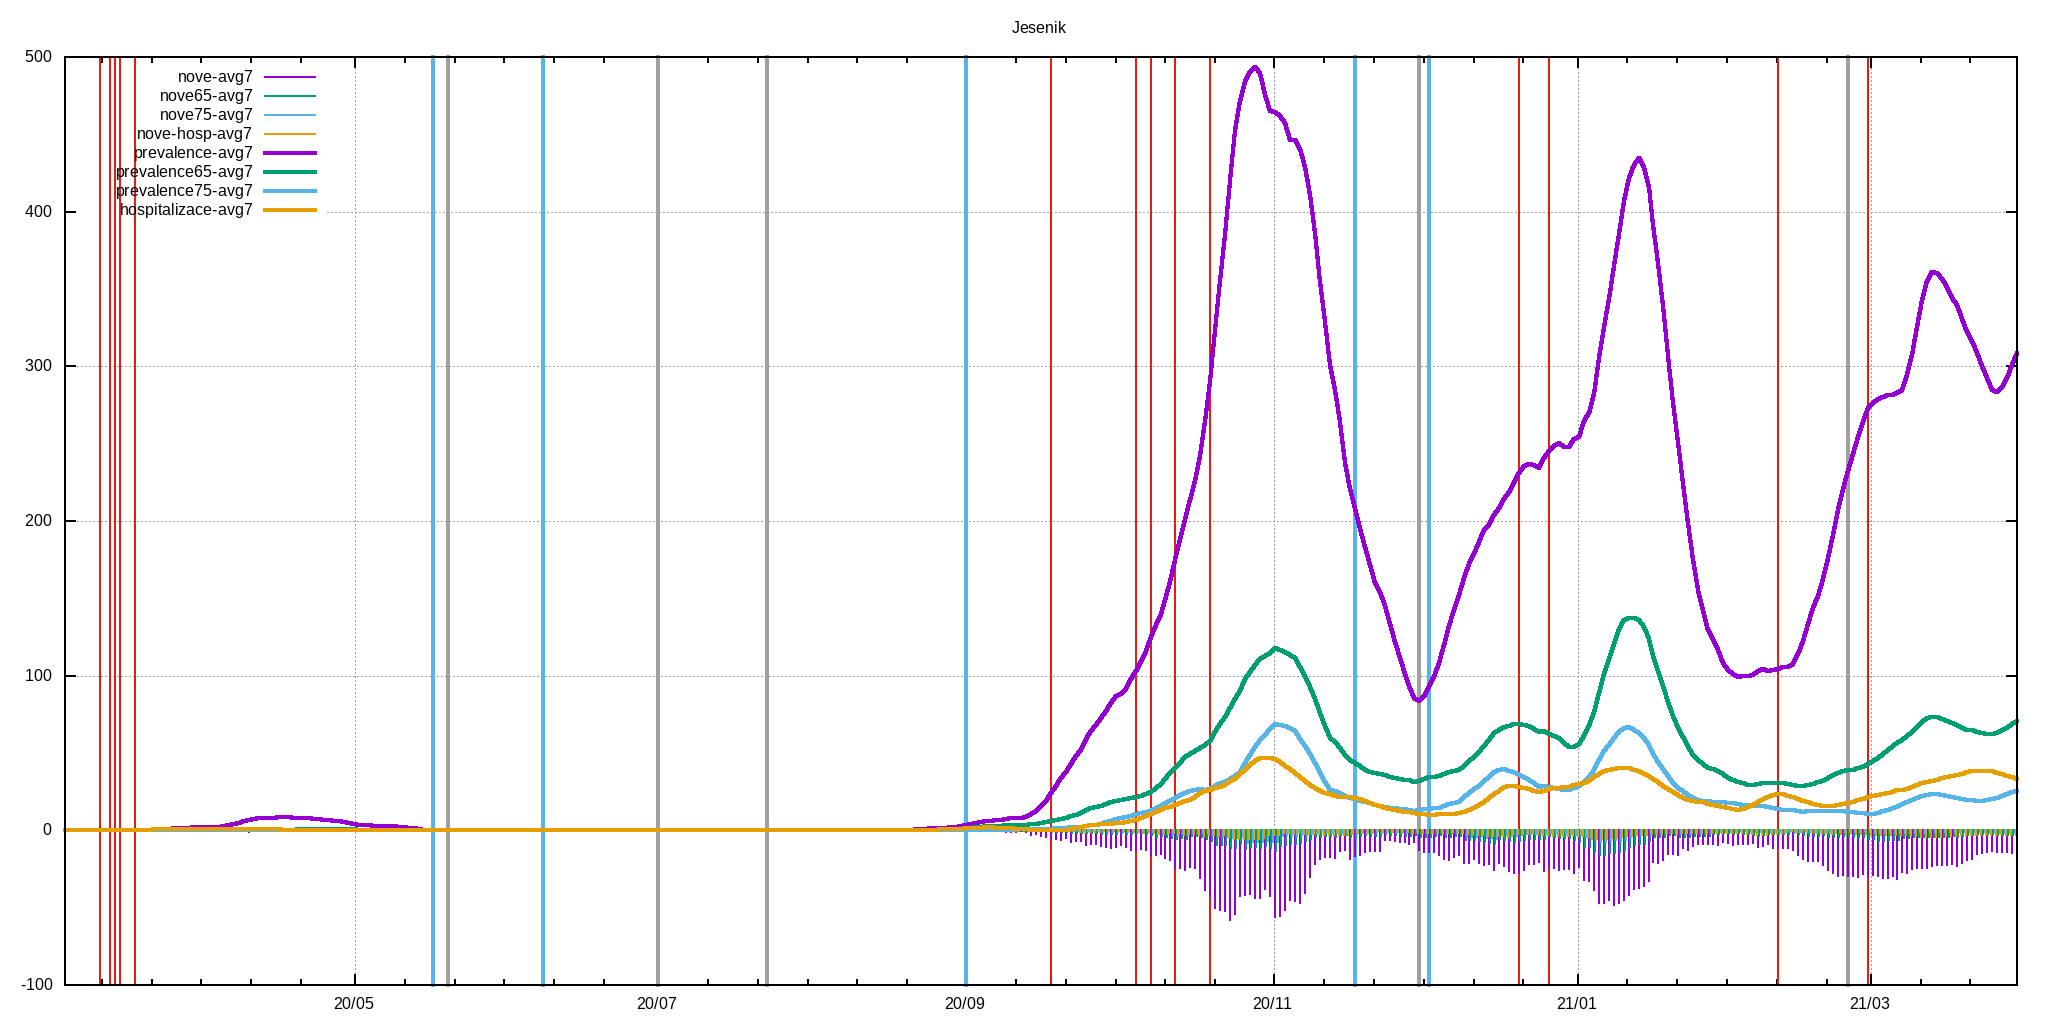 Jesenik
500
400
300
200
100
0
-100
nove-avg7
nove65-avg7
nove75-avg7
nove-hosp-avg7
prevalence-avg7
prevalence65-avg7
prevalence75-avg7
hospitalizace-avg7
20/05
20/07
20/09
20/11
21/01
21/03